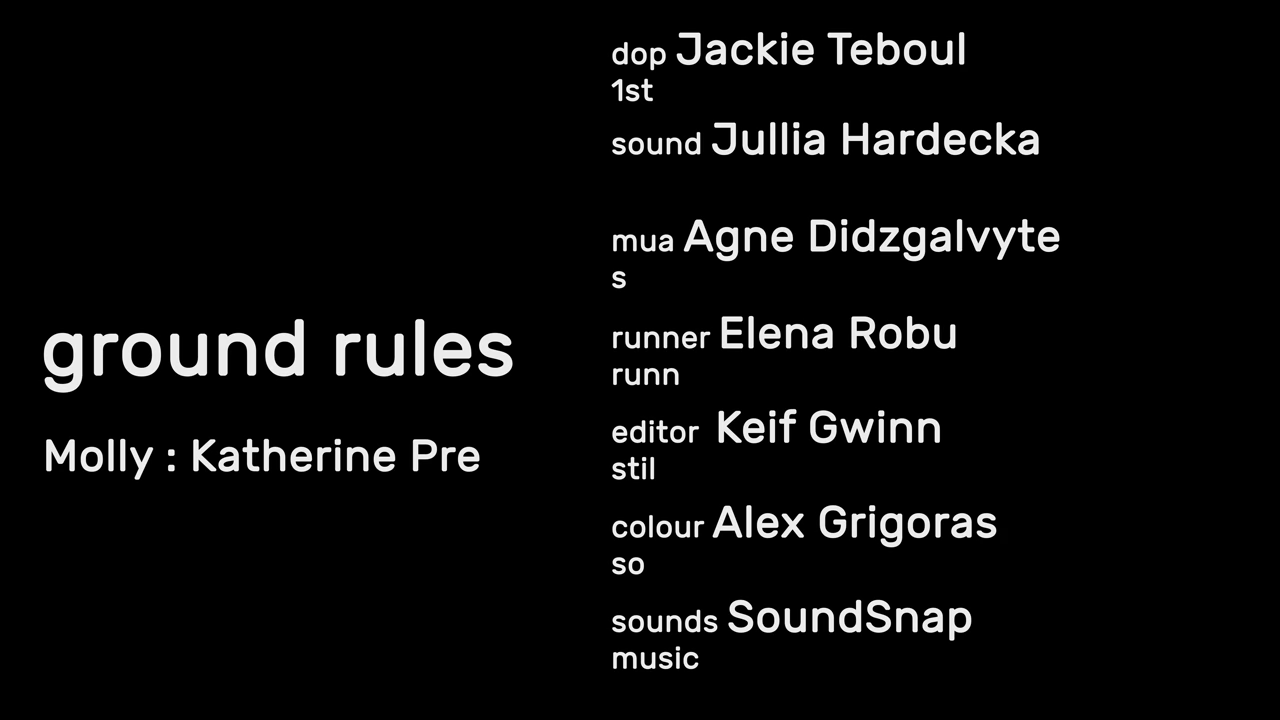 ground rules
Molly : Katherine Pre
dop Jackie Teboul
1st
sound Jullia Hardecka
mua Agne Didzgalvyte
s
runner Elena Robu
runn
editor Keif Gwinn
stil
colour Alex Grigoras
so
sounds SoundSnap
music